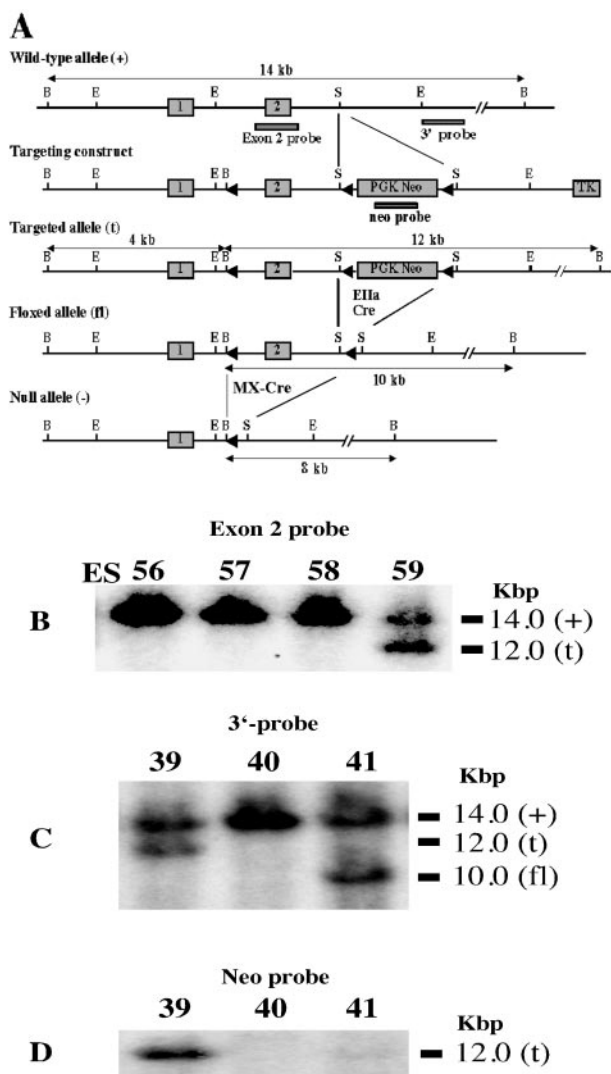 A
Wild-type allele (+)
14 kb
B E E S E B
1 2
Exon 2 probe 3' probe
Targeting construct
B E E B S S E
1 2 PGK Neo TK
neo probe
Targeted allele (t)
4 kb 12 kb
B E E B S S E B
1 2 PGK Neo
EIIa
Cre
Floxed allele (fl)
B E E B S S E B
1 2
MX-Cre 10 kb
Null allele (-)
B E E B S E B
1
8 kb
Exon 2 probe
ES 56 57 58 59
Kbp
B
14.0 (+)
12.0 (t)
3‘-probe
39 40 41
Kbp
14.0 (+)
C 12.0 (t)
10.0 (fl)
Neo probe
39 40 41
Kbp
D 12.0 (t)